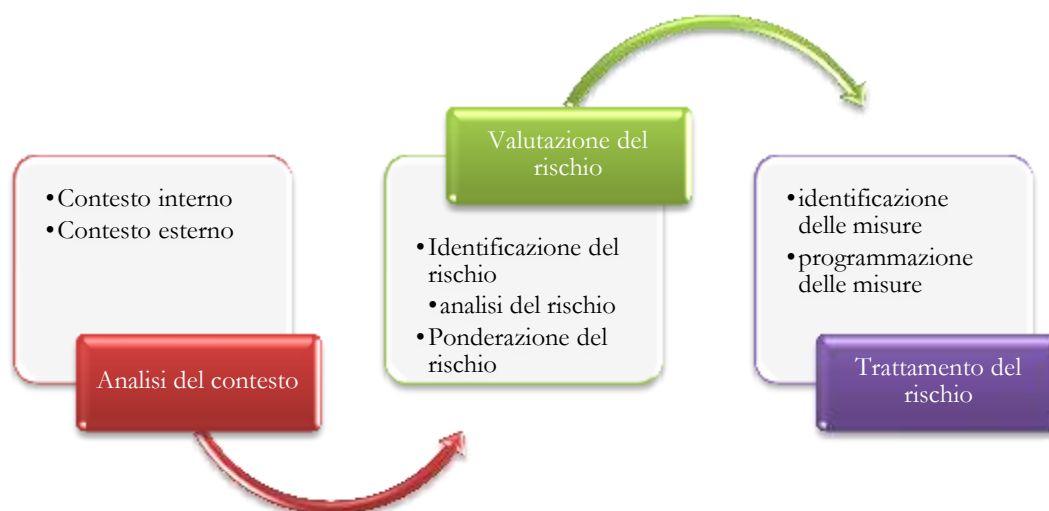 •Contesto interno
•Contesto esterno
Analisi del contesto
Valutazione del
rischio
•Identificazione del
rischio
•analisi del rischio
•Ponderazione del
rischio
•identificazione
delle misure
•programmazione
delle misure
Trattamento del
rischio